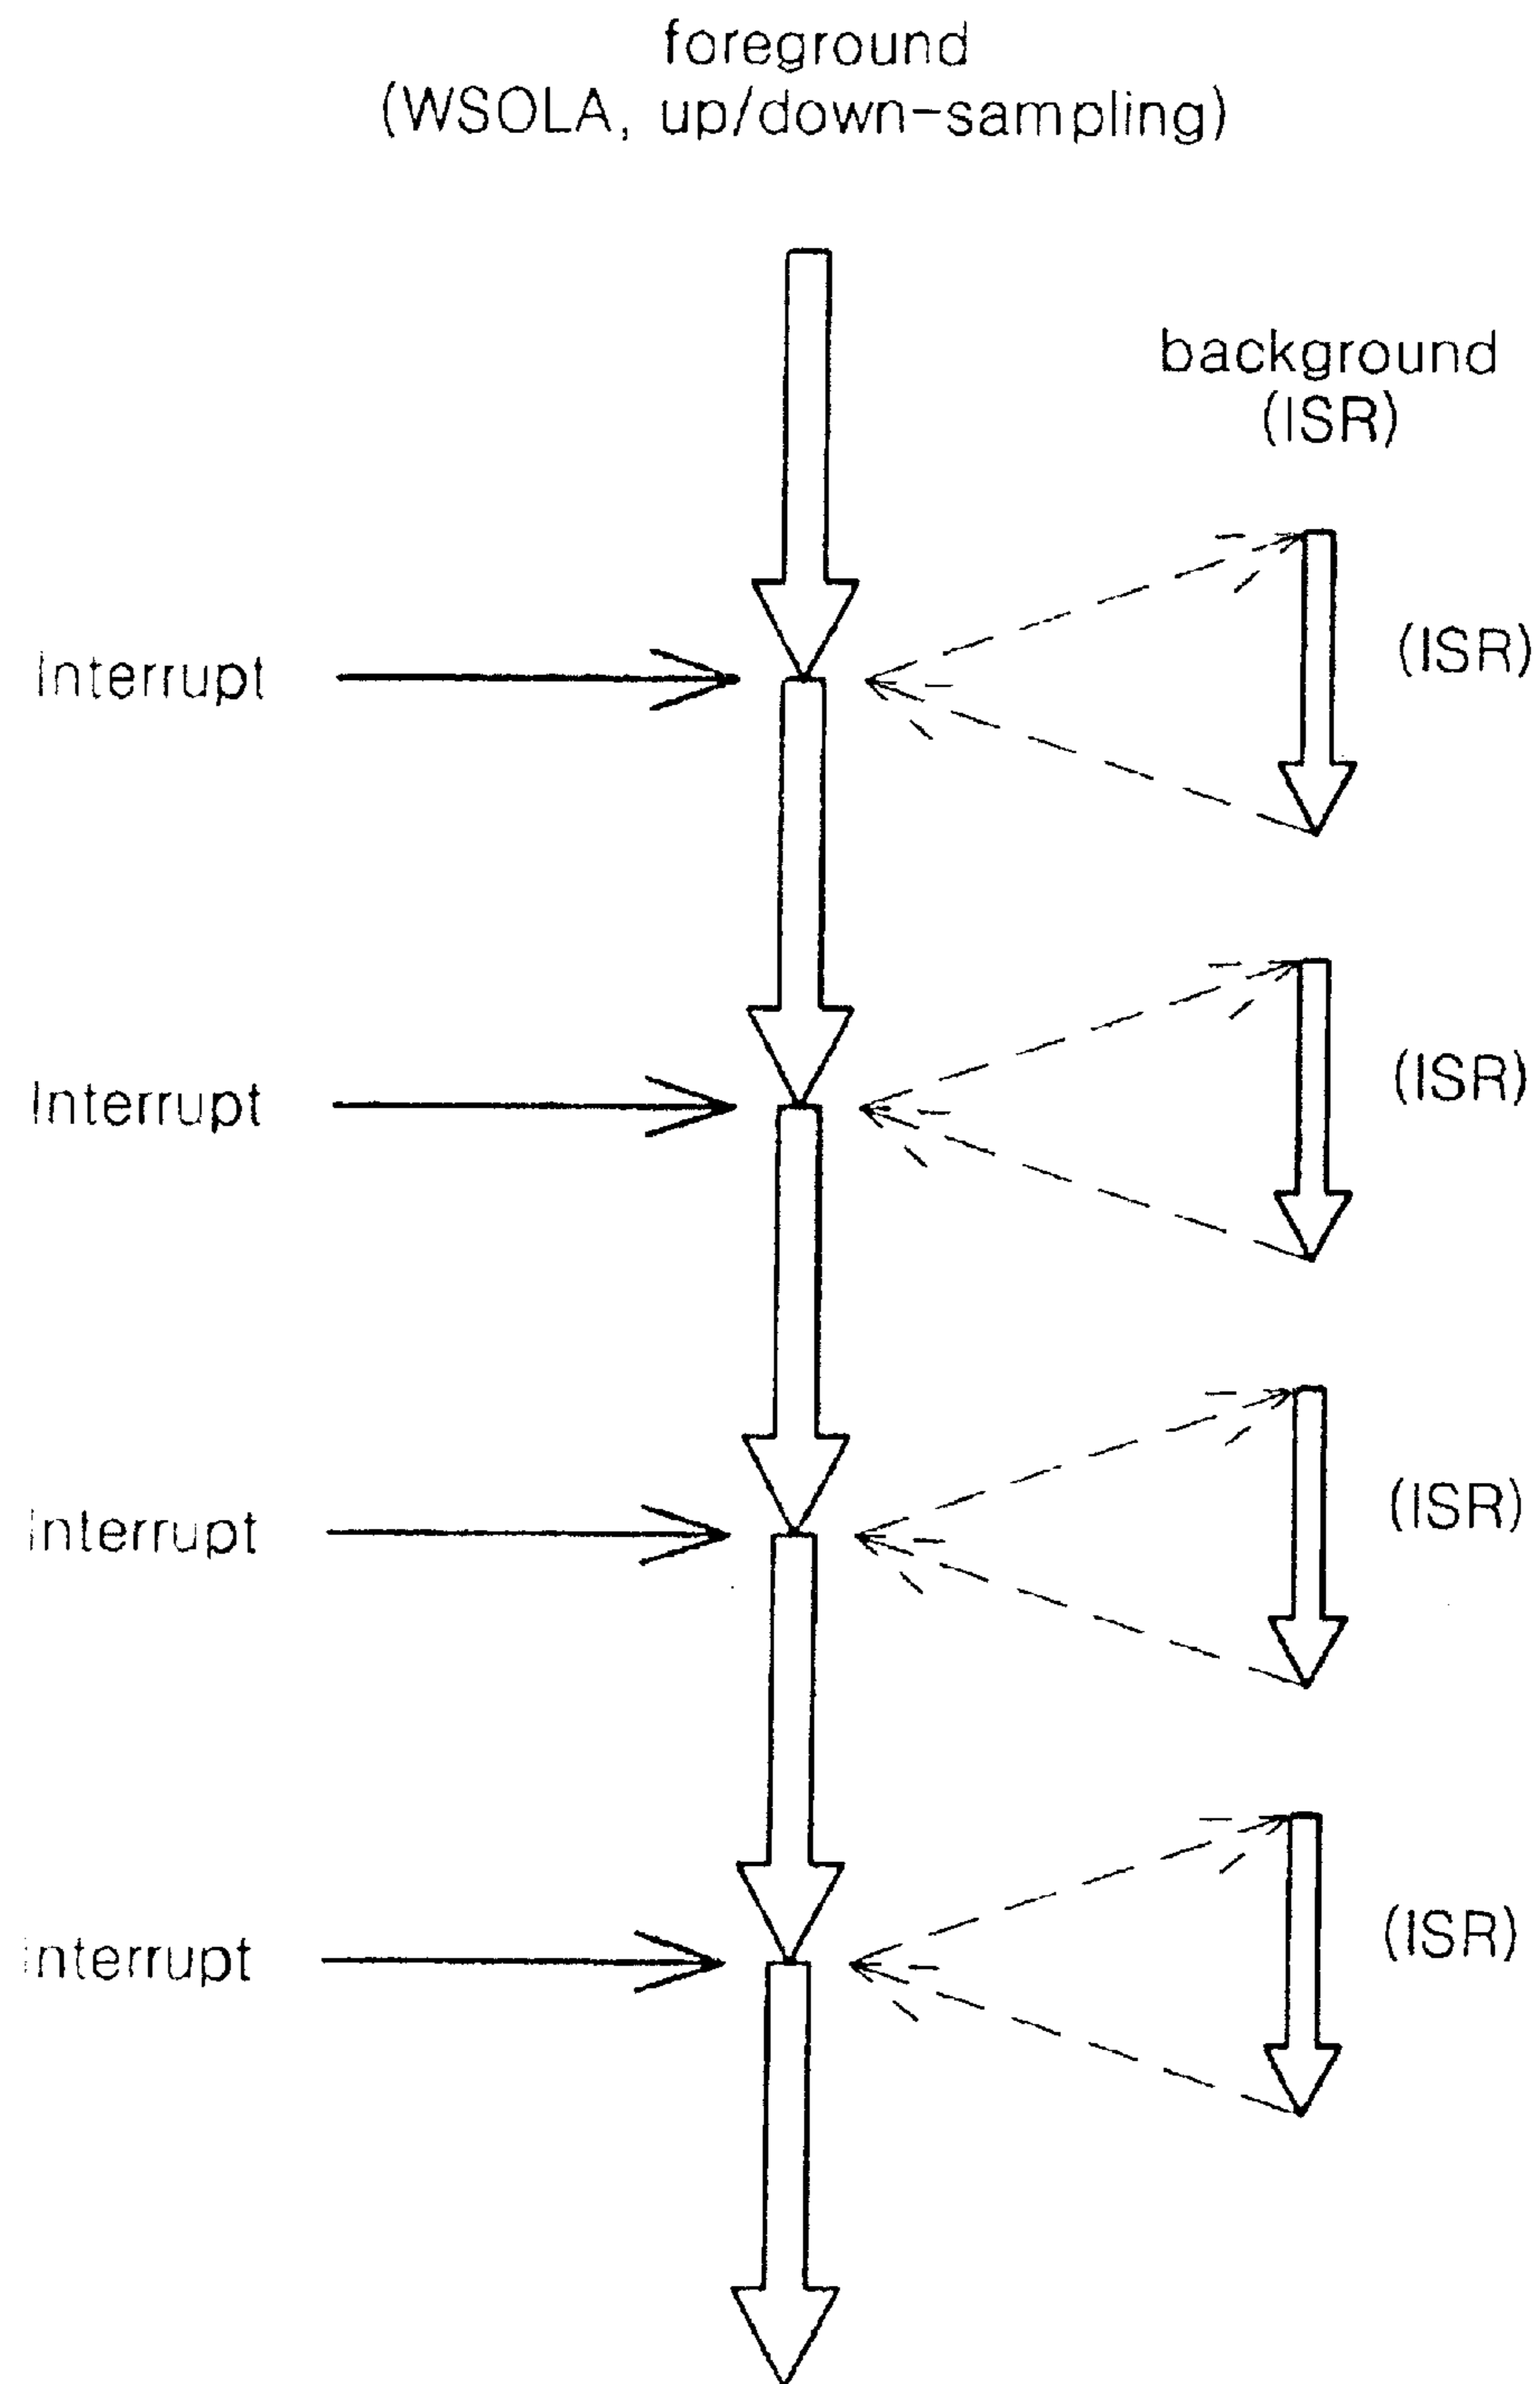 foreground
(WSOLA, up/down-sampling)
background
(ISR)
Interrupt
(ISR)
Interrupt
(ISR)
Interrupt
(ISR)
Interrupt
(ISR)